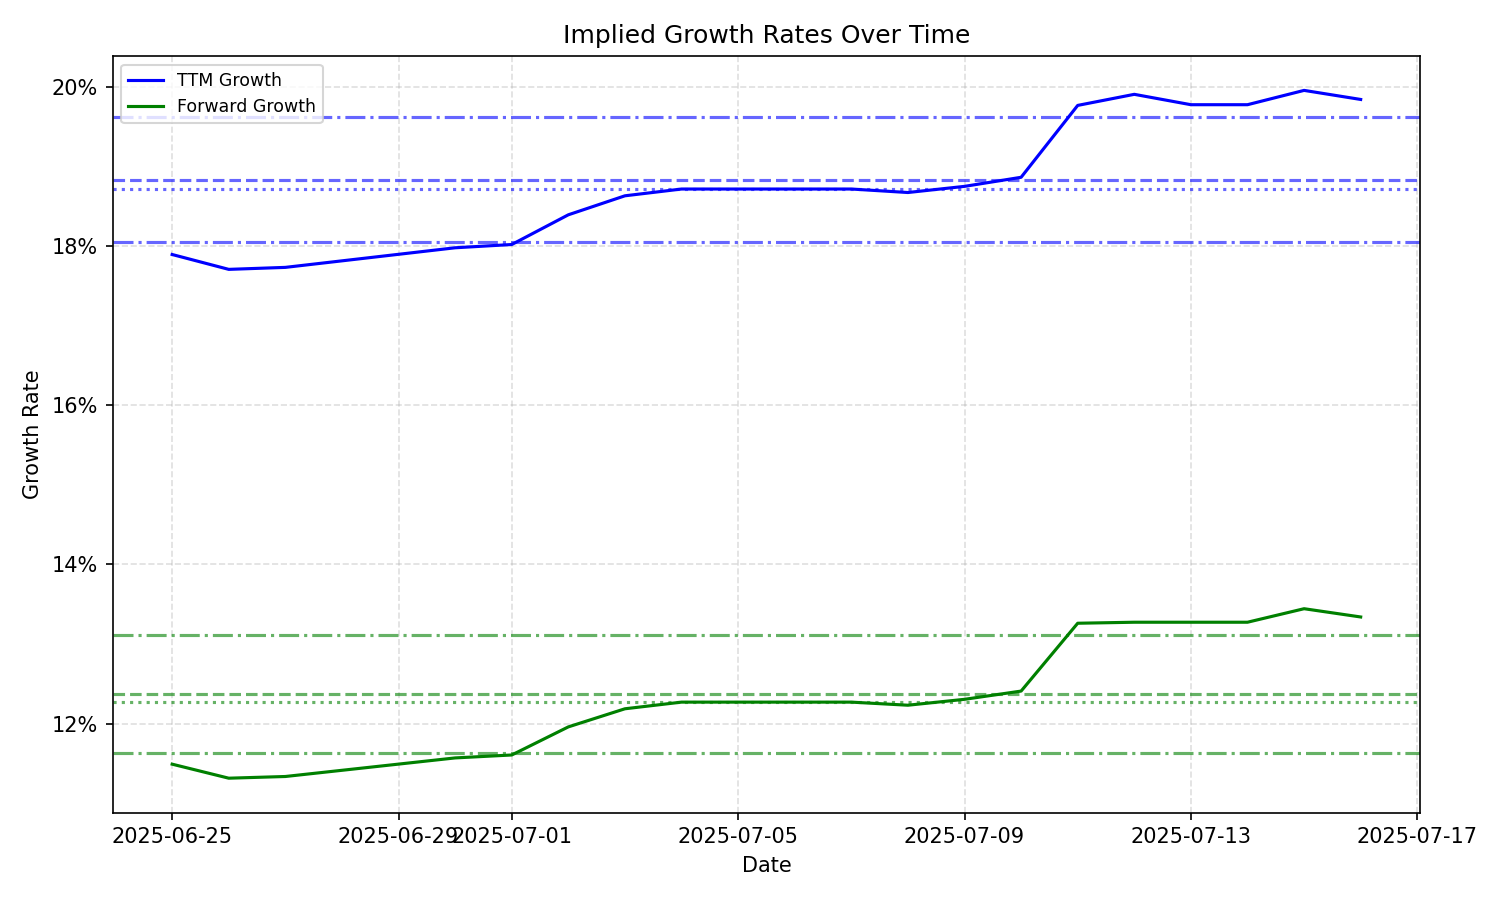 Implied Growth Rates Over Time
TTM Growth
Forward Growth
20%
18%
16%
14%
12%
Growth Rate
2025-06-25
2025-06-29
2025-07-01
2025-07-05
2025-07-09
2025-07-13
2025-07-17
Date